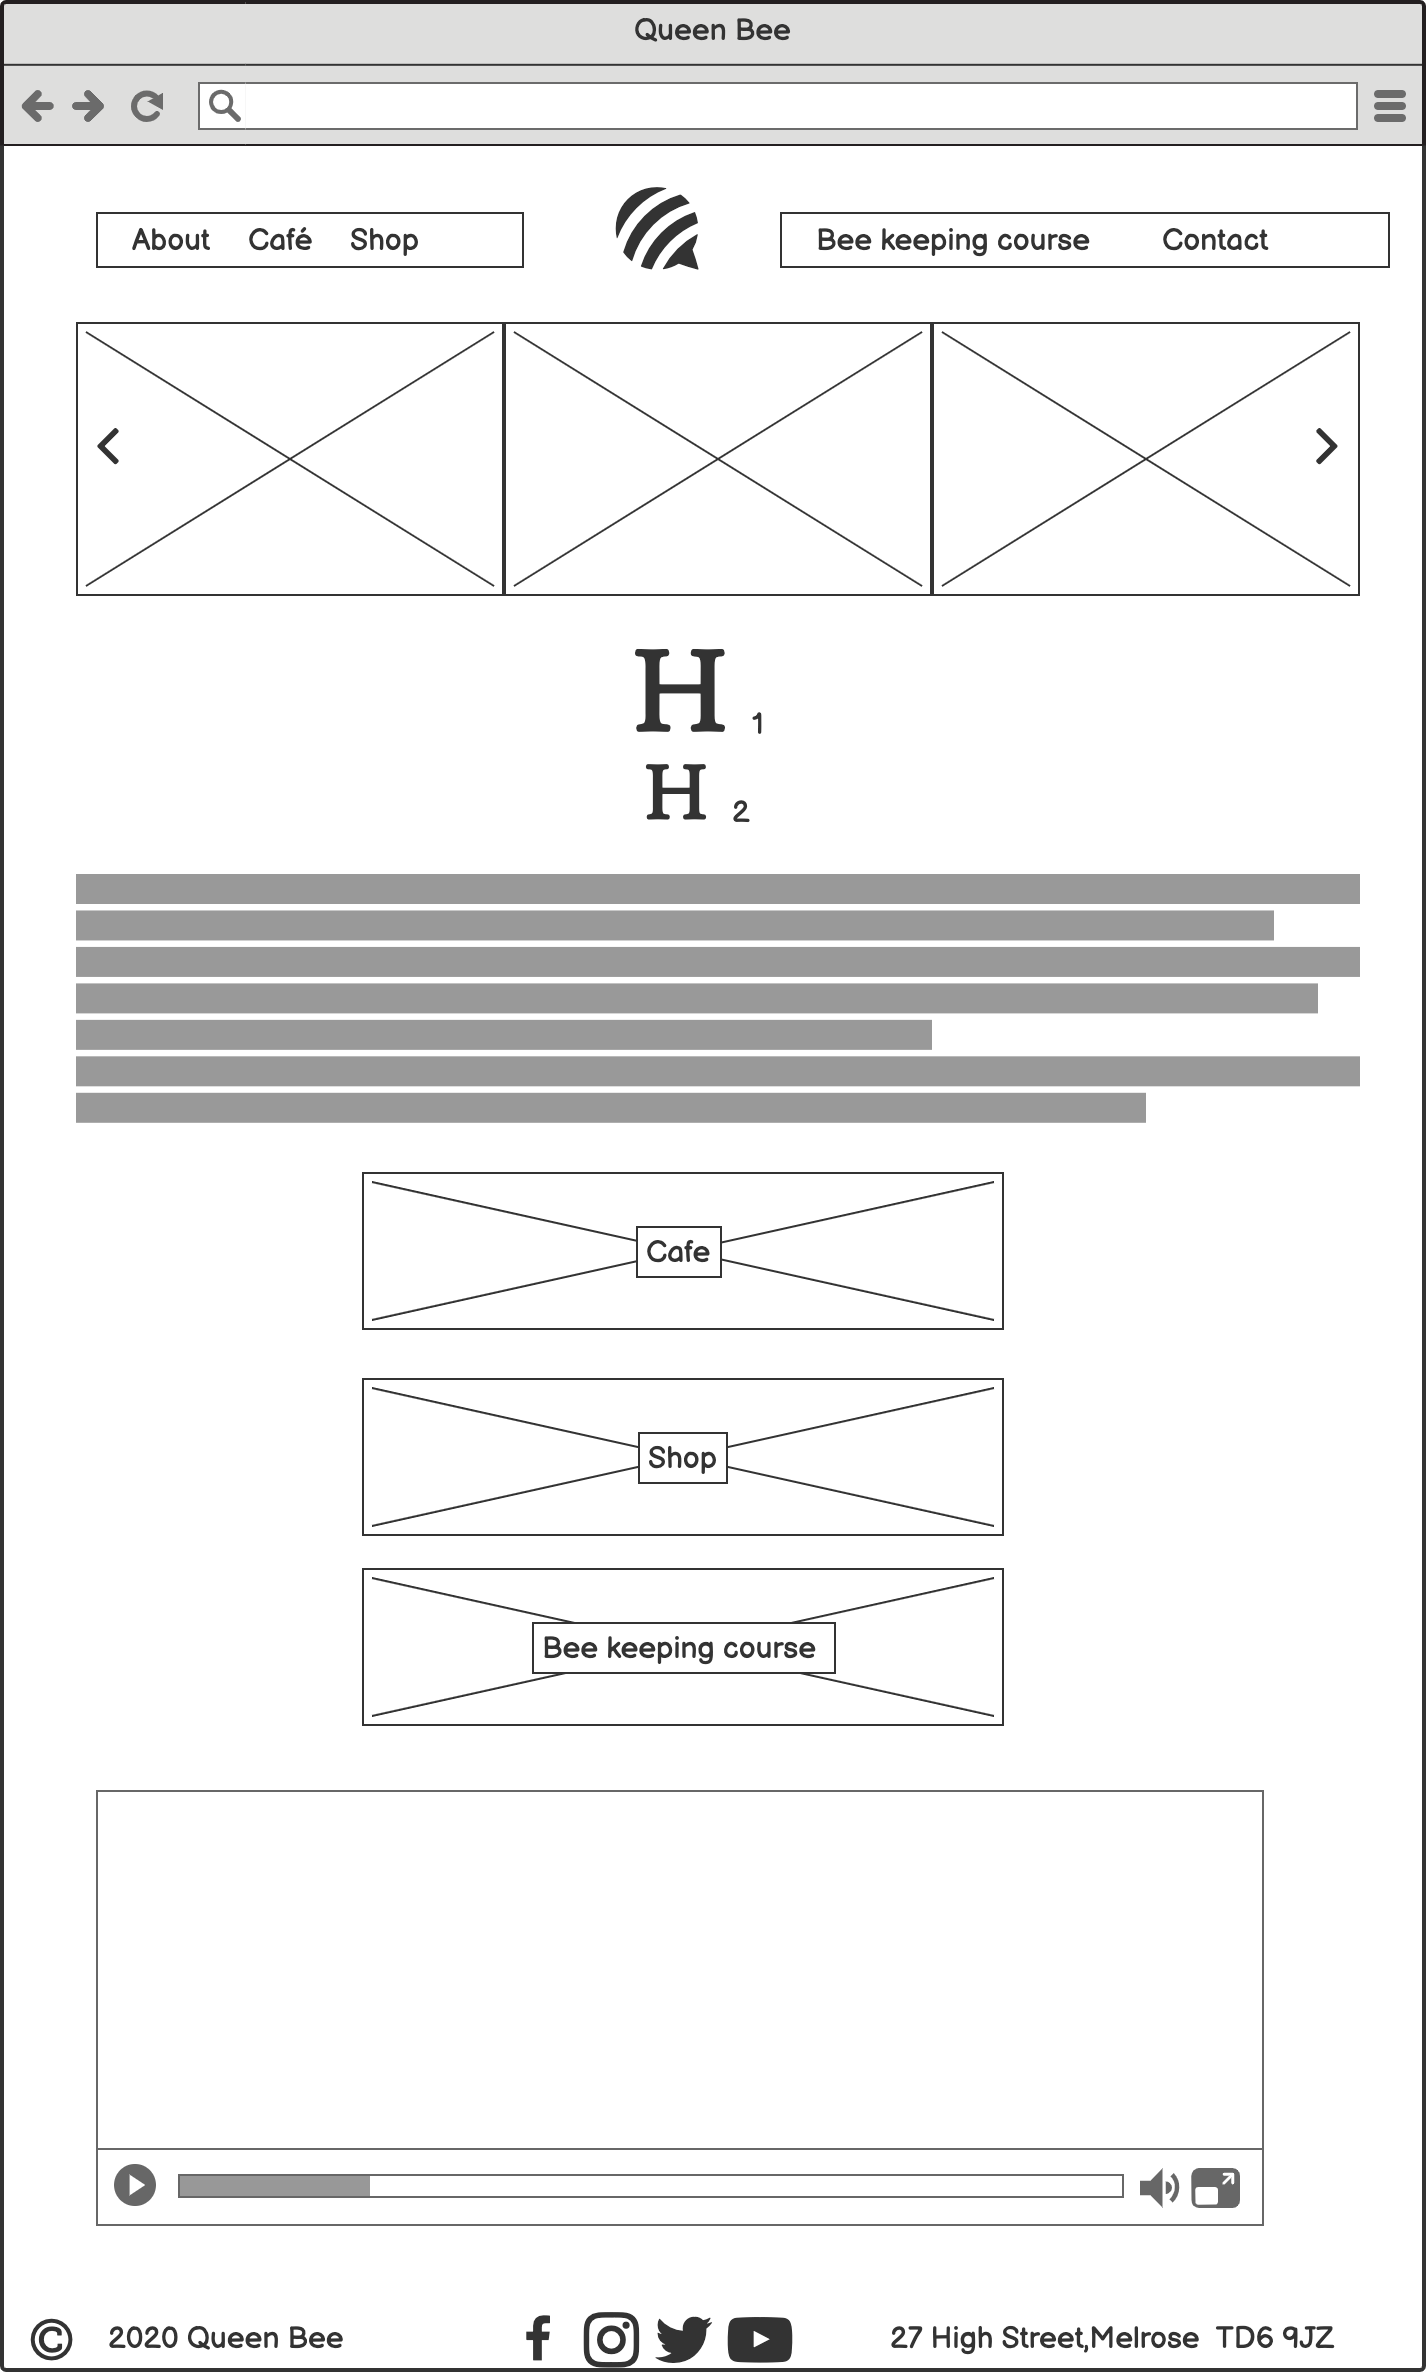 Queen Bee
About Café Shop Bee keeping course Contact
H 1
H 2
Cafe
Shop
Bee keeping course
© 2020 Queen Bee 27 High Street,Melrose TD6 9JZ